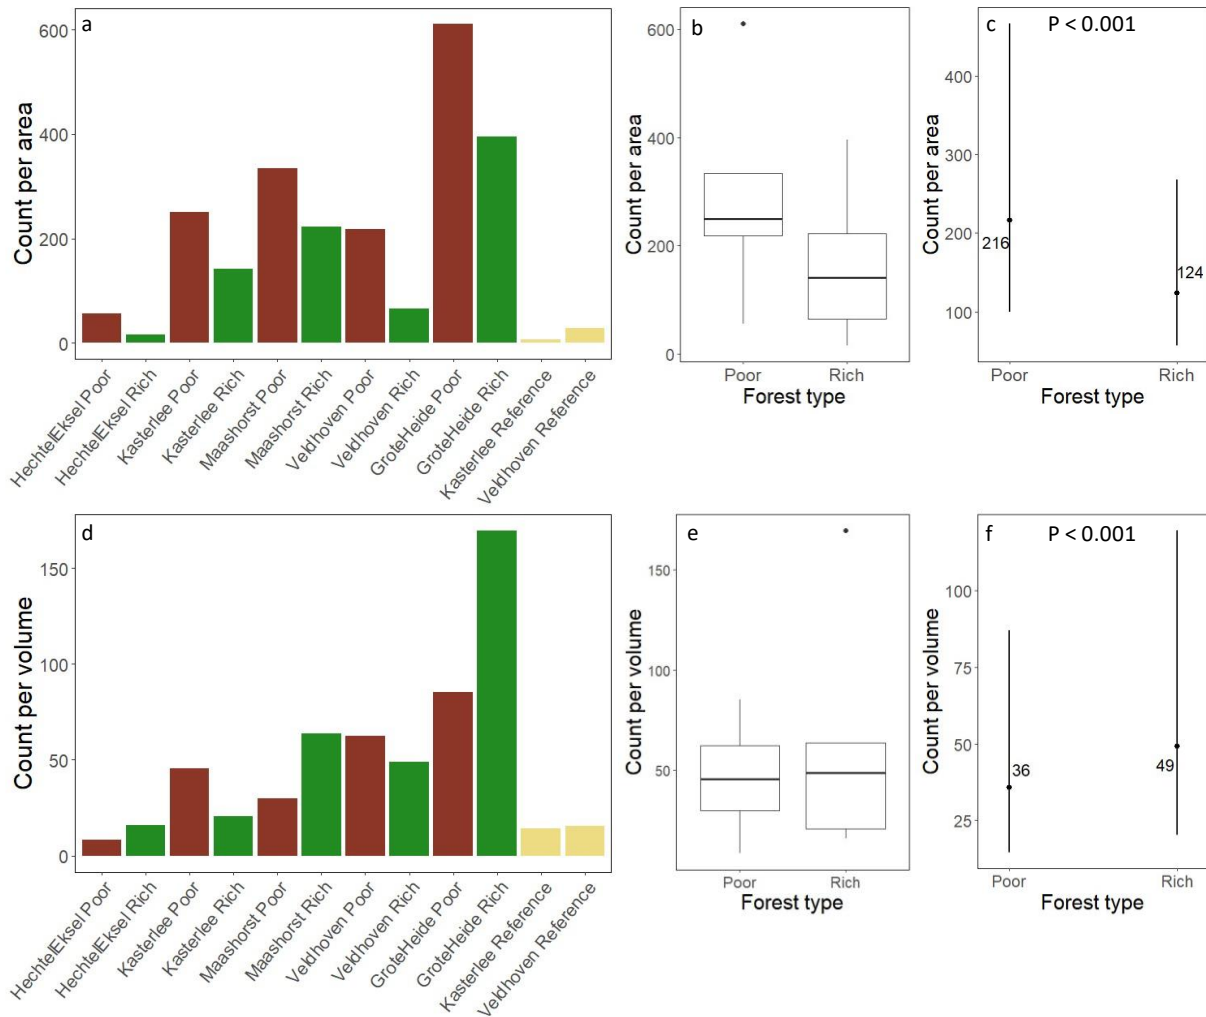 a
Count per area
600
400
200
0
HechtelEksel Poor
HechtelEksel Rich
Kasterlee Poor
Kasterlee Rich
Maashorst Poor
Maashorst Rich
Veldhoven Poor
Veldhoven Rich
GroteHeide Poor
GroteHeide Rich
Kasterlee Reference
Veldhoven Reference
b
Count per area
600
400
200
0
Poor Rich
Forest type
c P < 0.001
Count per area
400
300
200
100
216
124
Poor Rich
Forest type
d
Count per volume
150
100
50
0
HechtelEksel Poor
HechtelEksel Rich
Kasterlee Poor
Kasterlee Rich
Maashorst Poor
Maashorst Rich
Veldhoven Poor
Veldhoven Rich
GroteHeide Poor
GroteHeide Rich
Kasterlee Reference
Veldhoven Reference
e
Count per volume
150
100
50
Poor Rich
Forest type
f P < 0.001
Count per volume
100
75
50
25
36
49
Poor Rich
Forest type